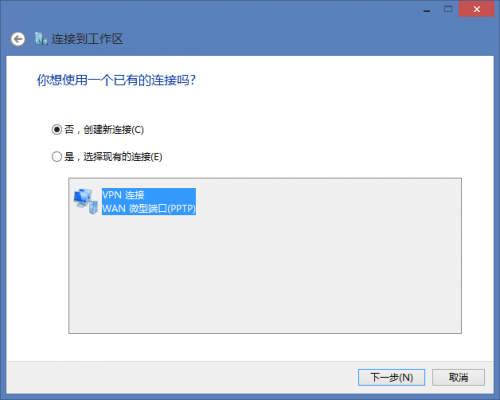 连接到工作区
你想使用一个已有的连接吗?
否，创建新连接(C)
是，选择现有的连接(E)
VPN 连接
WAN 微型端口(PPTP)
下一步(N)
取消